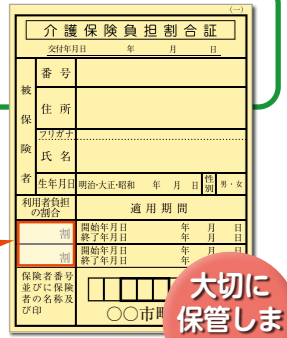 (一)
介護保険負担割合証
交付年月日 年 月 日
被保険者
番号
住所
フリガナ
氏名
生年月日 明治・大正・昭和 年 月 日 性別 男・女
利用者負担の割合 適用期間
割 開始年月日 年 月 日
終了年月日 年 月 日
割 開始年月日 年 月 日
終了年月日 年 月 日
保険者番号
並びに保険
者の名称及
び印
〇〇市町
大切に
保管しま